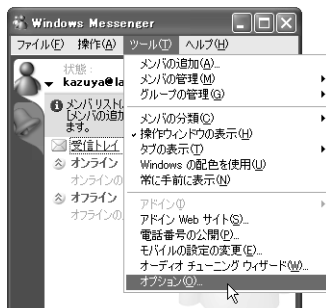 Windows Messenger
ファイル(F) 操作(A) ツール(T) ヘルプ(H)
状態:
kazuya@la
メンバ リストに
[メンバの追加
ます。
受信トレイ
オンライン
オンラインの
オフライン
オフラインの
メンバの追加(A)...
メンバの管理(M)
グループの管理(G)
メンバの分類(C)
操作ウィンドウの表示(H)
タブの表示(T)
Windows の配色を使用(U)
常に手前に表示(N)
アドイン(I)
アドイン Web サイト(S)...
電話番号の公開(P)...
モバイルの設定の変更(E)...
オーディオ チューニング ウィザード(W)...
オプション(O)...